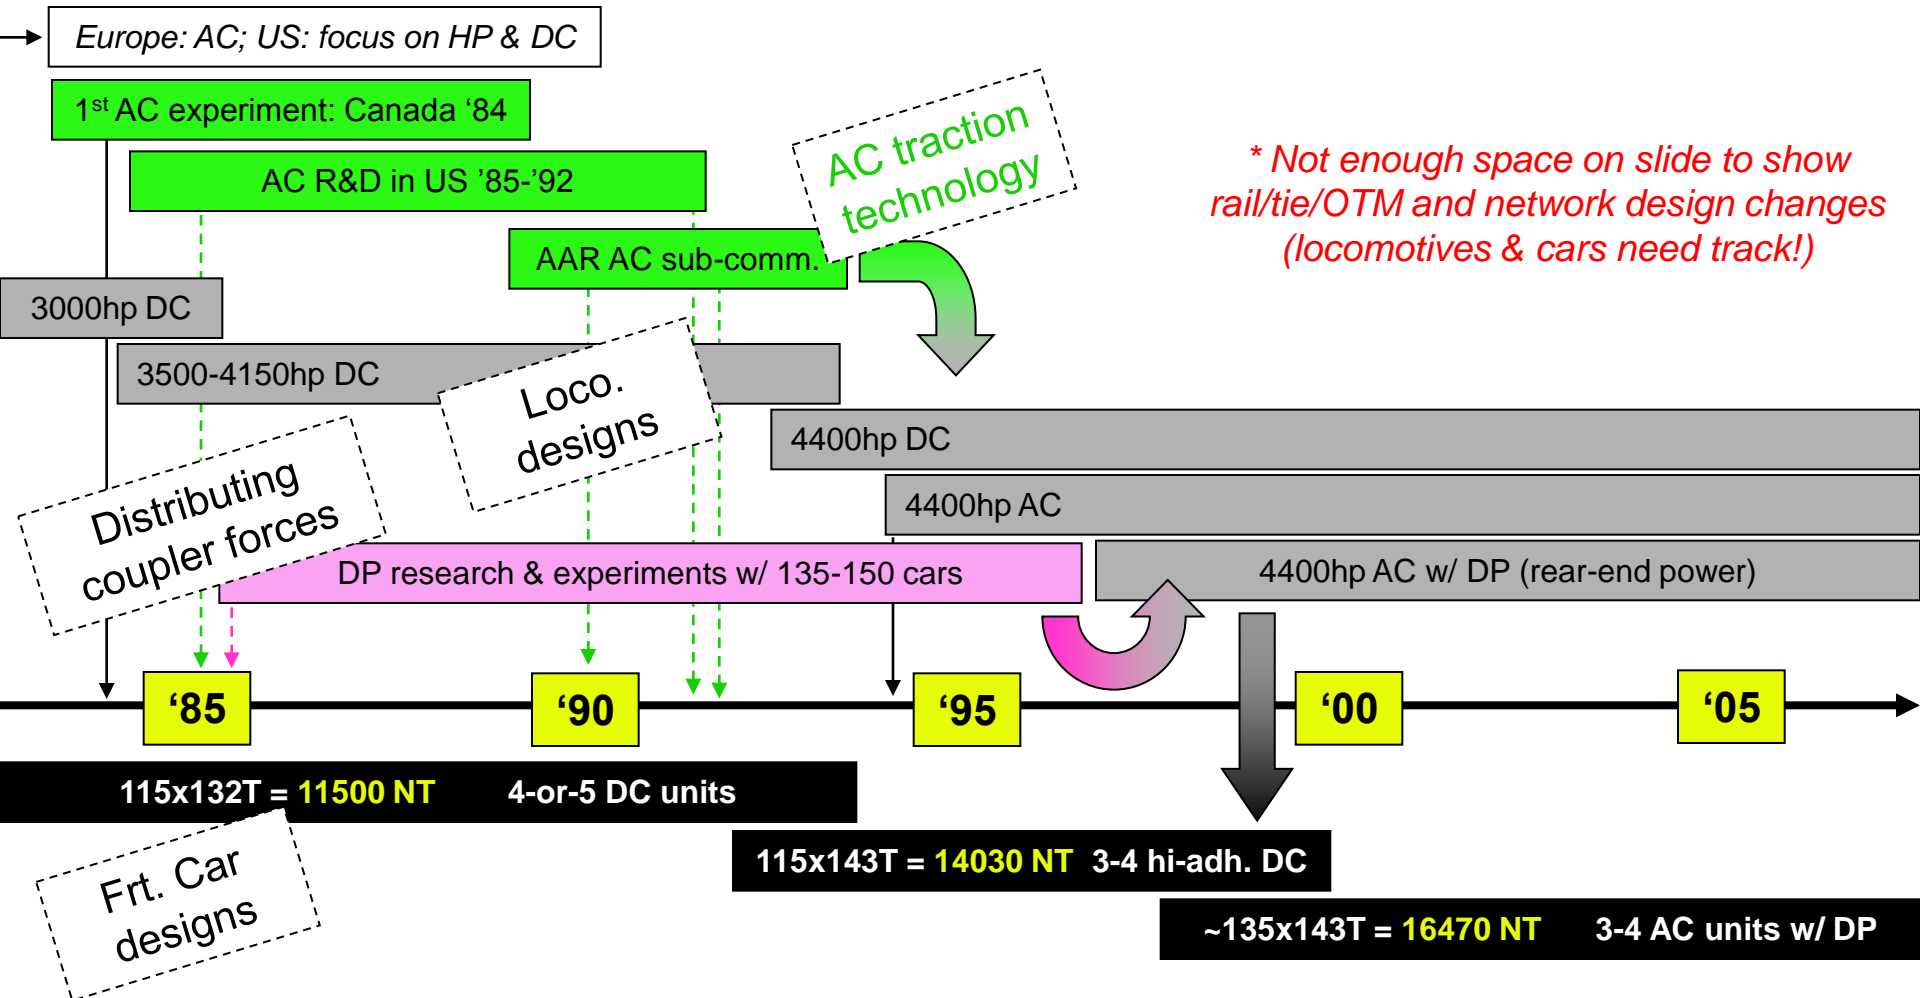 Europe: AC; US: focus on HP & DC
1st AC experiment: Canada ‘84
AC R&D in US ’85-’92
AC traction
technology
* Not enough space on slide to show
rail/tie/OTM and network design changes
(locomotives & cars need track!)
AAR AC sub-comm.
3000hp DC
3500-4150hp DC
Loco.
designs
4400hp DC
Distributing
coupler forces
4400hp AC
DP research & experiments w/ 135-150 cars
4400hp AC w/ DP (rear-end power)
‘85
‘90
‘95
‘00
‘05
115x132T = 11500 NT 4-or-5 DC units
115x143T = 14030 NT 3-4 hi-adh. DC
Frt. Car
designs
~135x143T = 16470 NT 3-4 AC units w/ DP